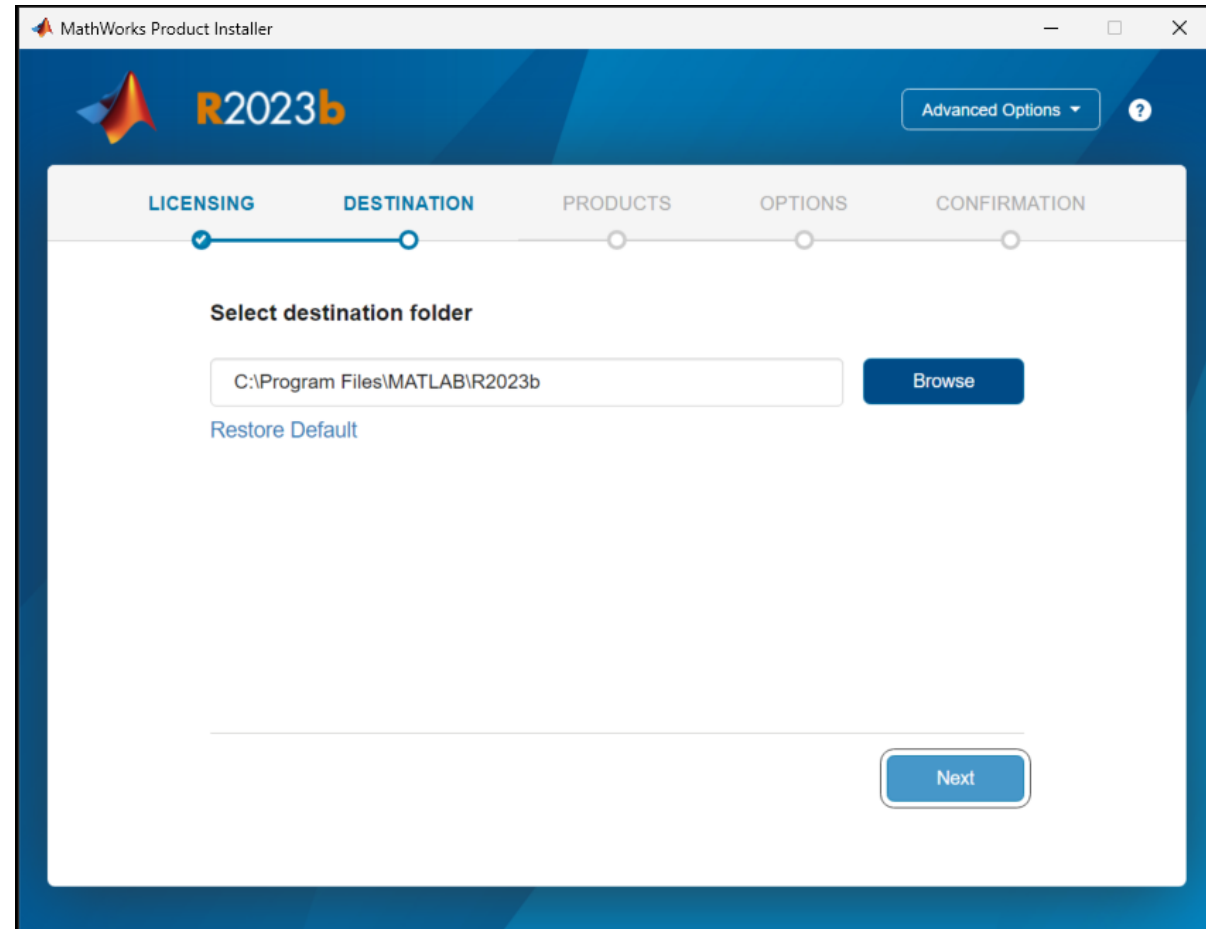 MathWorks Product Installer
R2023b
Advanced Options
?
LICENSING DESTINATION PRODUCTS OPTIONS CONFIRMATION
Select destination folder
C:\Program Files\MATLAB\R2023b
Browse
Restore Default
Next